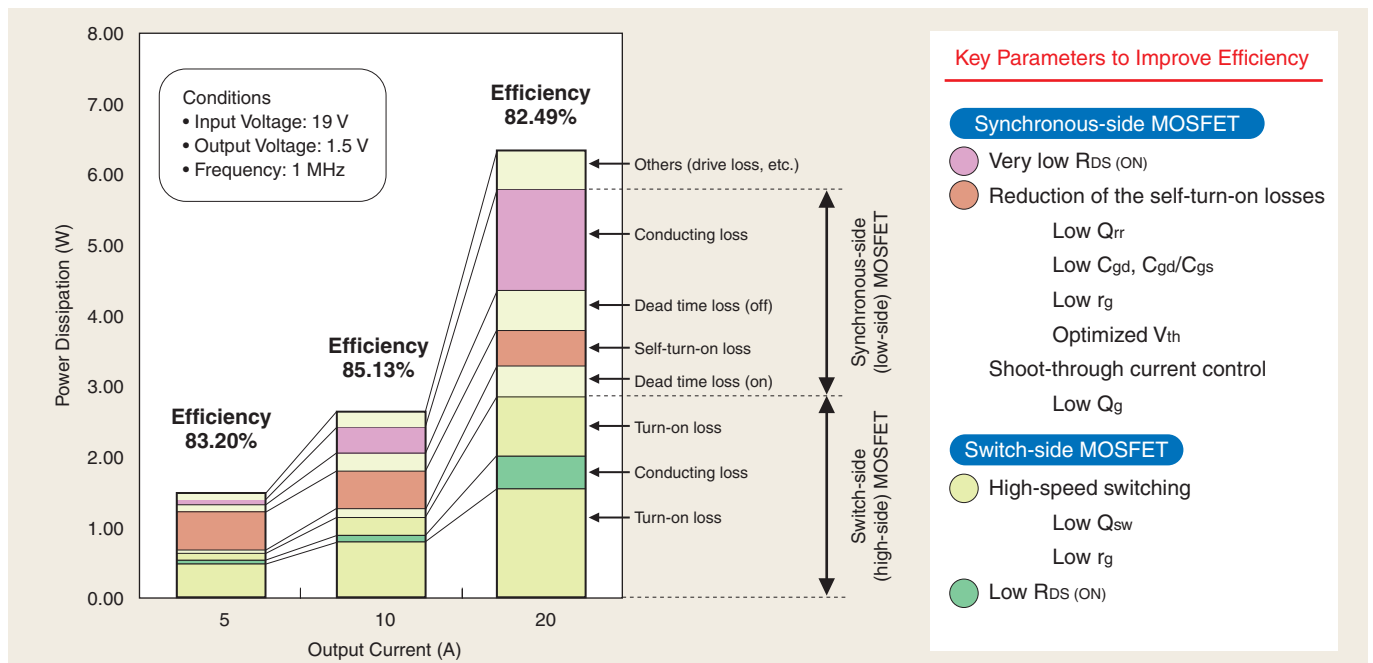 8.00
7.00
6.00
5.00
4.00
3.00
2.00
1.00
0.00
Power Dissipation (W)
Conditions
• Input Voltage: 19 V
• Output Voltage: 1.5 V
• Frequency: 1 MHz
Efficiency
83.20%
Efficiency
85.13%
Efficiency
82.49%
5
10
20
Output Current (A)
Others (drive loss, etc.)
Conducting loss
Dead time loss (off)
Self-turn-on loss
Dead time loss (on)
Turn-on loss
Conducting loss
Turn-on loss
Synchronous-side
(low-side) MOSFET
Switch-side
(high-side) MOSFET
Key Parameters to Improve Efficiency
Synchronous-side MOSFET
Very low RDS (ON)
Reduction of the self-turn-on losses
Low Qrr
Low Cgd, Cgd/Cgs
Low rg
Optimized Vth
Shoot-through current control
Low Qg
Switch-side MOSFET
High-speed switching
Low Qsw
Low rg
Low RDS (ON)